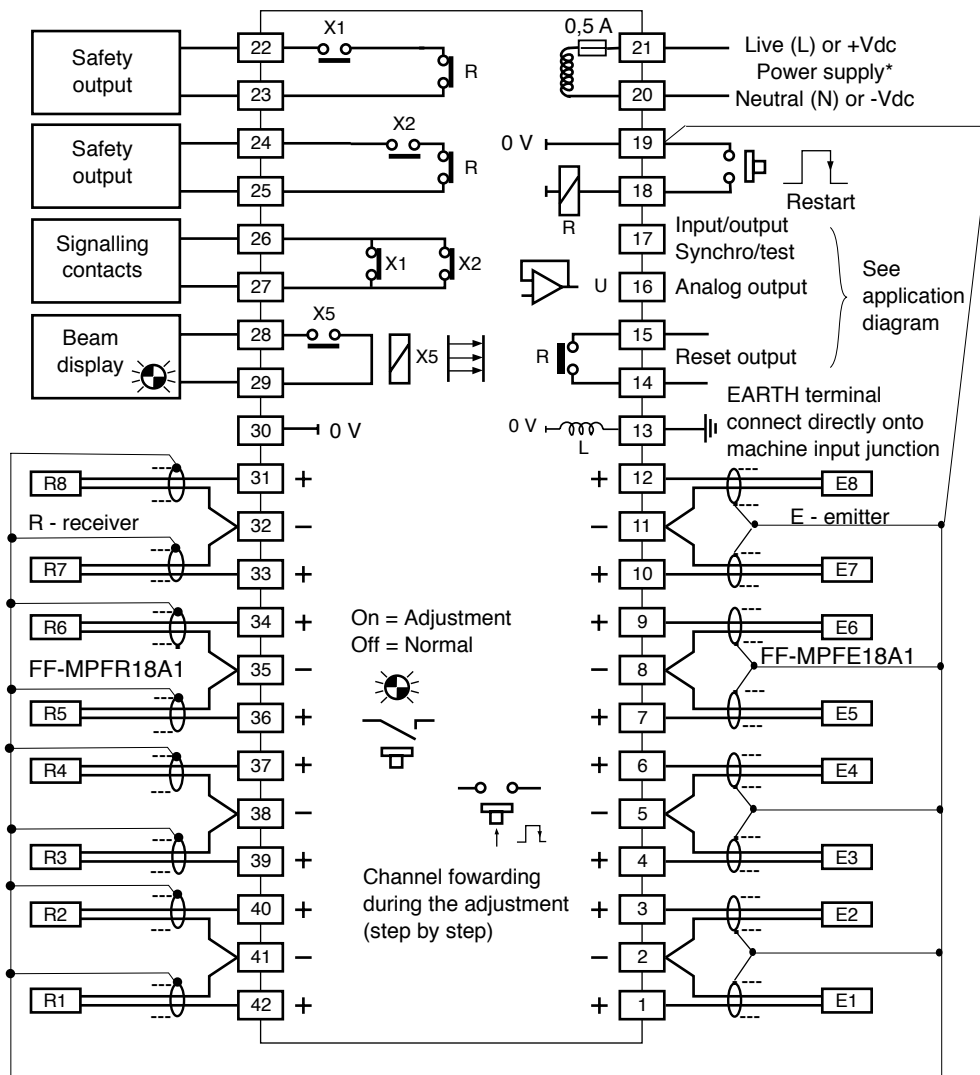 Safety
output
22
X1
23
R
Safety
output
24
X2
25
R
Signalling
contacts
26
27
X1
X2
Beam
display
28
X5
29
X5
30
0 V
R8
31
+
R - receiver
32
–
R7
33
+
R6
34
+
FF-MPFR18A1
35
–
R5
36
+
R4
37
+
38
–
R3
39
+
R2
40
+
41
–
R1
42
+
On = Adjustment
Off = Normal
Channel fowarding
during the adjustment
(step by step)
0,5 A
21
Live (L) or +Vdc
Power supply*
20
Neutral (N) or -Vdc
0 V
19
18
R
Restart
17
Input/output
Synchro/test
U
16
Analog output
See
application
diagram
15
R
Reset output
14
EARTH terminal
connect directly onto
machine input junction
0 V
L
13
+
12
E8
–
11
E - emitter
+
10
E7
+
9
E6
–
8
FF-MPFE18A1
+
7
E5
+
6
E4
–
5
+
4
E3
+
3
E2
–
2
+
1
E1